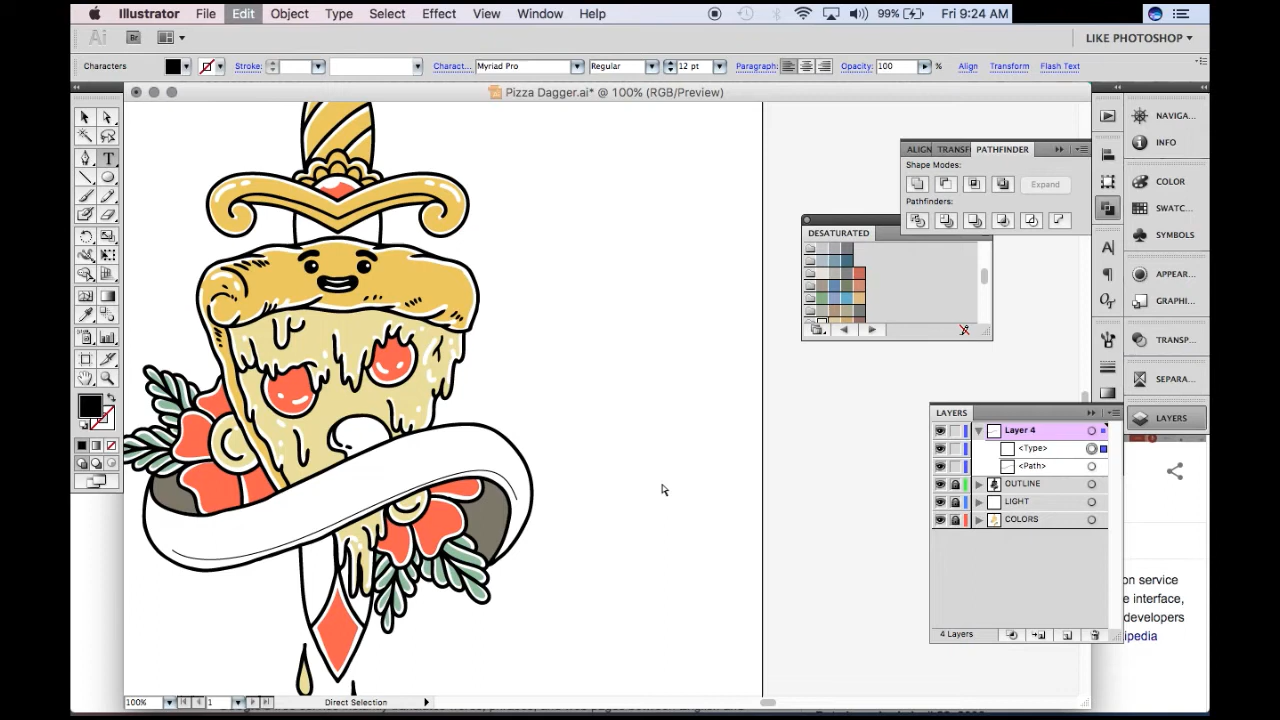 Illustrator File Edit Object Type Select Effect View Window Help 99% Fri 9:24 AM
Ai Br LIKE PHOTOSHOP
Characters Stroke: Charact... Myriad Pro Regular 12 pt Paragraph: Opacity: 100 % Align Transform Flash Text
Pizza Dagger.ai* @ 100% (RGB/Preview)
NAVIGA...
INFO
COLOR
SWATC...
SYMBOLS
APPEAR...
GRAPHI...
TRANSP...
SEPARA...
LAYERS
ALIGN TRANSF PATHFINDER
Shape Modes:
Expand
Pathfinders:
DESATURATED
LAYERS
Layer 4
<Type>
<Path>
OUTLINE
LIGHT
COLORS
4 Layers
on service
e interface,
developers
ipedia
100% 1 Direct Selection